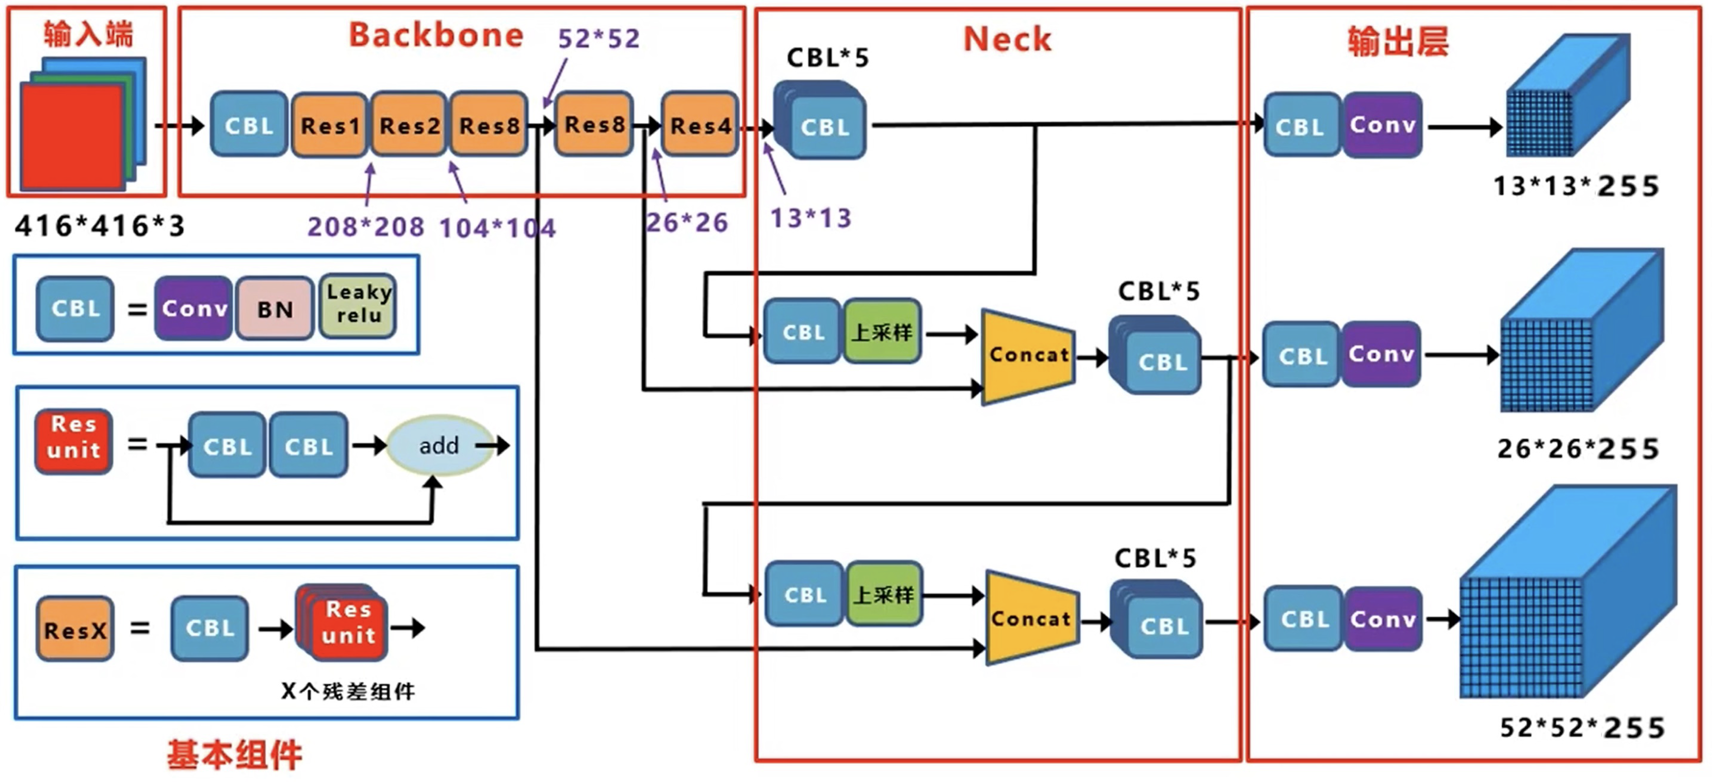 输入端
Backbone
52*52
Neck
输出层
CBL*5
CBL
Res1
Res2
Res8
Res8
Res4
CBL
CBL
Conv
13*13*255
416*416*3
208*208
104*104
26*26
13*13
CBL
=
Conv
BN
Leaky
relu
CBL
上采样
Concat
CBL*5
CBL
CBL
Conv
26*26*255
Res
unit
=
CBL
CBL
add
CBL
上采样
Concat
CBL*5
CBL
CBL
Conv
52*52*255
ResX
=
CBL
Res
unit
X个残差组件
基本组件